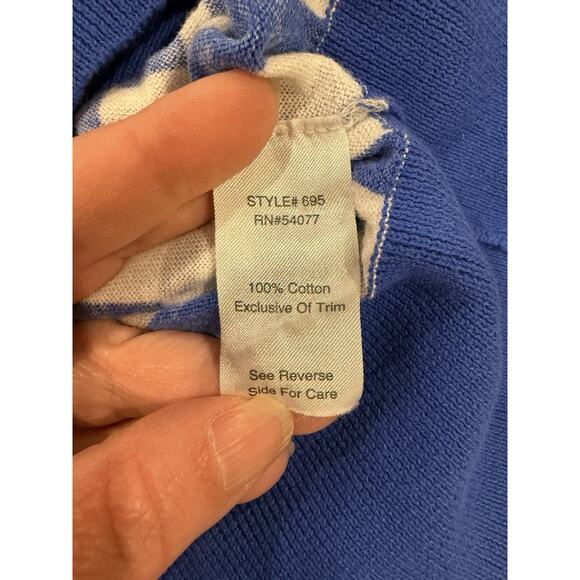 STYLE# 695
RN#54077
100% Cotton
Exclusive Of Trim
See Reverse
Side For Care